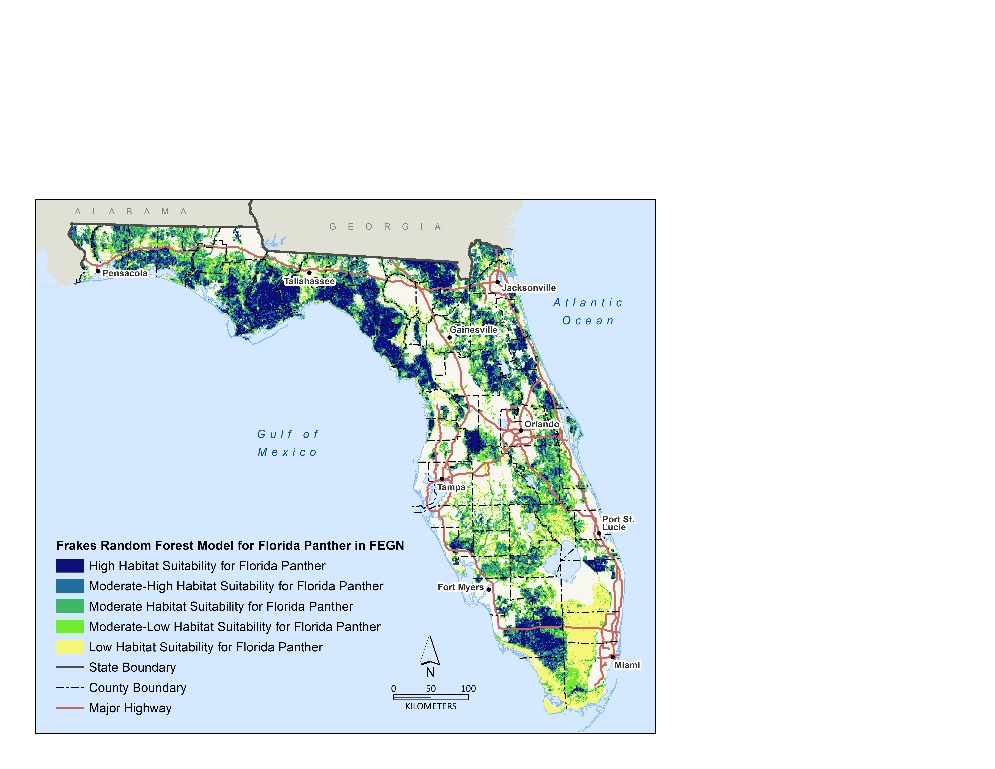 A L A B A M A
G E O R G I A
Pensacola
Tallahassee
Jacksonville
Atlantic
Ocean
Gainesville
Orlando
Gulf of
Mexico
Tampa
Port St.
Lucie
Frakes Random Forest Model for Florida Panther in FEGN
High Habitat Suitability for Florida Panther
Moderate-High Habitat Suitability for Florida Panther
Fort Myers
Moderate Habitat Suitability for Florida Panther
Moderate-Low Habitat Suitability for Florida Panther
Low Habitat Suitability for Florida Panther
State Boundary
Miami
N
County Boundary
0 50 100
KILOMETERS
Major Highway